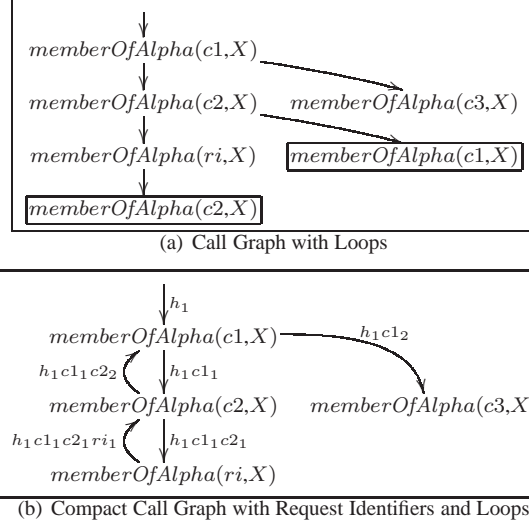 memberOfAlpha(c1,X)
memberOfAlpha(c2,X) memberOfAlpha(c3,X)
memberOfAlpha(ri,X) memberOfAlpha(c1,X)
memberOfAlpha(c2,X)
(a) Call Graph with Loops
h₁
memberOfAlpha(c1,X) h₁c1₂
h₁c1₁c2₂ h₁c1₁
memberOfAlpha(c2,X) memberOfAlpha(c3,X
h₁c1₁c2₁ri₁ h₁c1₁c2₁
memberOfAlpha(ri,X)
(b) Compact Call Graph with Request Identifiers and Loops